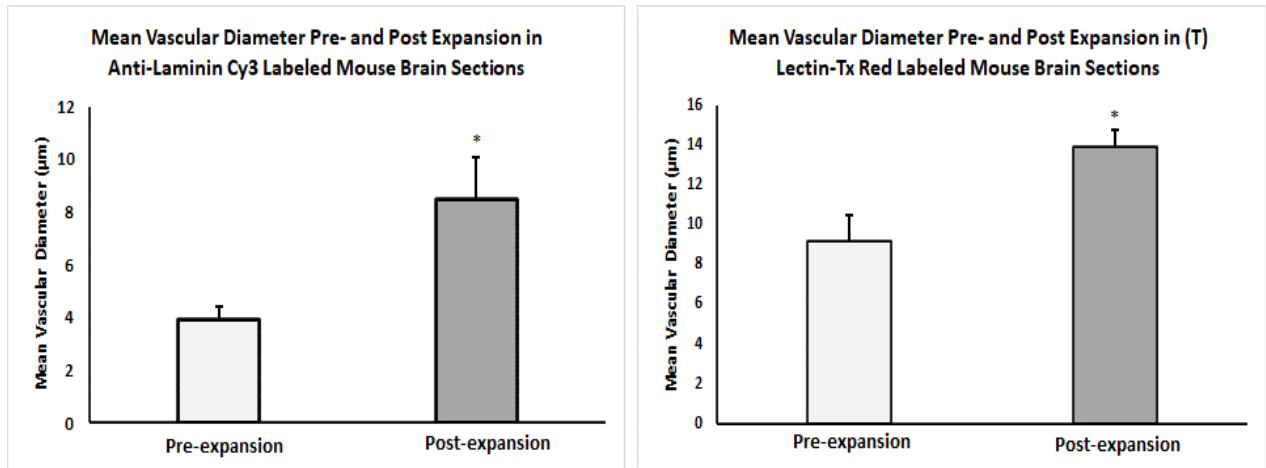 Mean Vascular Diameter Pre- and Post Expansion in
Anti-Laminin Cy3 Labeled Mouse Brain Sections
Mean Vascular Diameter (µm)
12
10
8
6
4
2
0
*
Pre-expansion
Post-expansion
Mean Vascular Diameter Pre- and Post Expansion in (T)
Lectin-Tx Red Labeled Mouse Brain Sections
Mean Vascular Diameter (µm)
16
14
12
10
8
6
4
2
0
*
Pre-expansion
Post-expansion